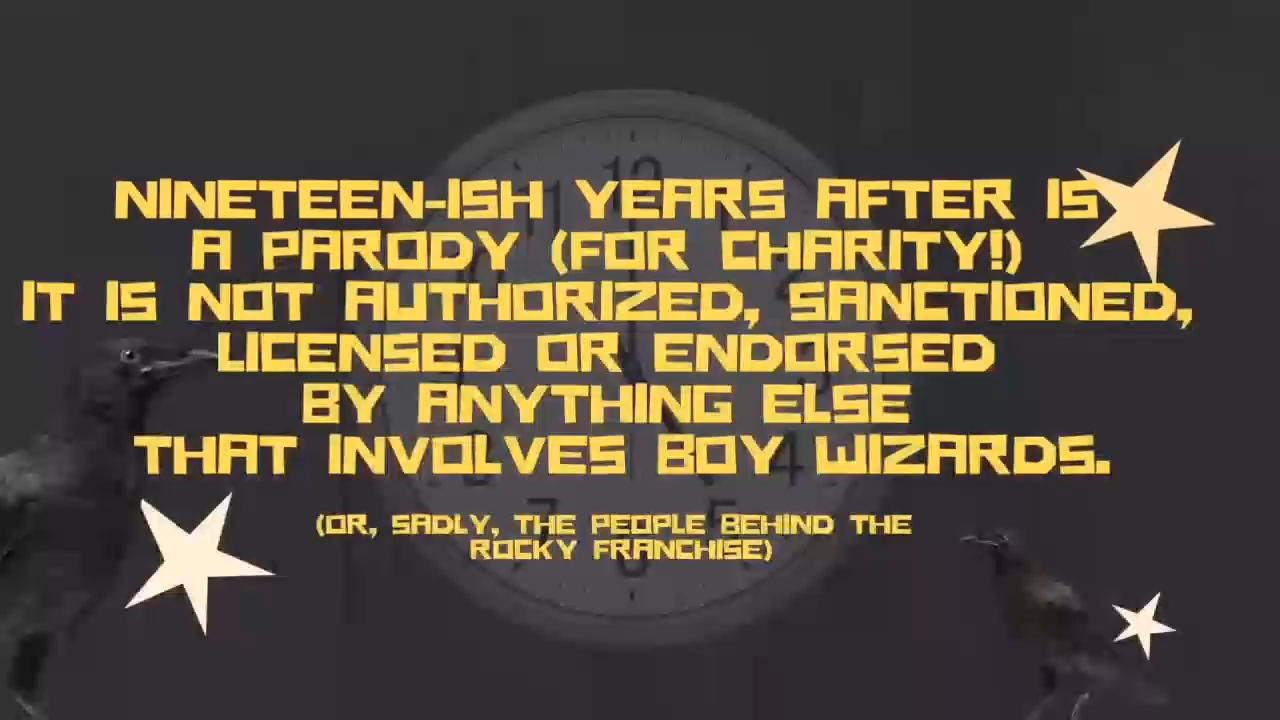 NINETEEN-ISH YEARS AFTER IS
A PARODY (FOR CHARITY!)
IT IS NOT AUTHORIZED, SANCTIONED,
LICENSED OR ENDORSED
BY ANYTHING ELSE
THAT INVOLVES BOY WIZARDS.
(OR, SADLY, THE PEOPLE BEHIND THE
ROCKY FRANCHISE)